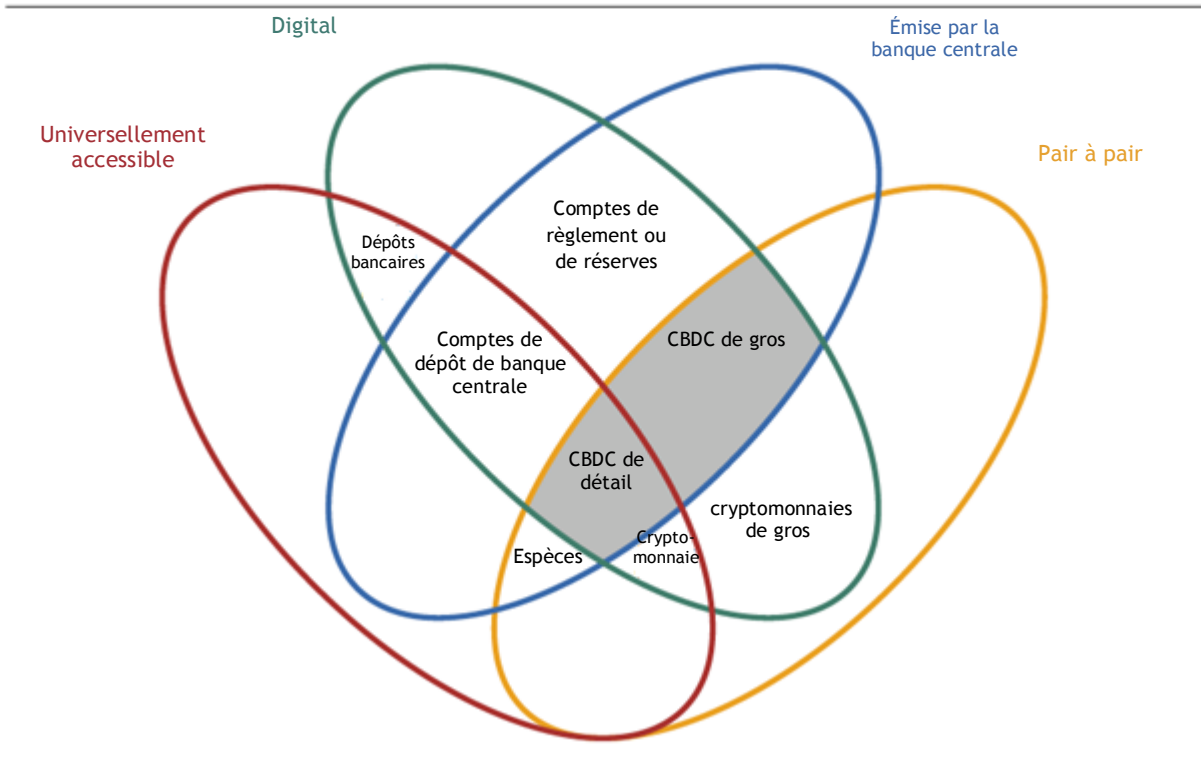 Digital
Émise par la
banque centrale
Universellement
accessible
Pair à pair
Comptes de
règlement ou
de réserves
Dépôts
bancaires
Comptes de
dépôt de banque
centrale
CBDC de gros
CBDC de
détail
cryptomonnaies
de gros
Espèces
Crypto-
monnaie